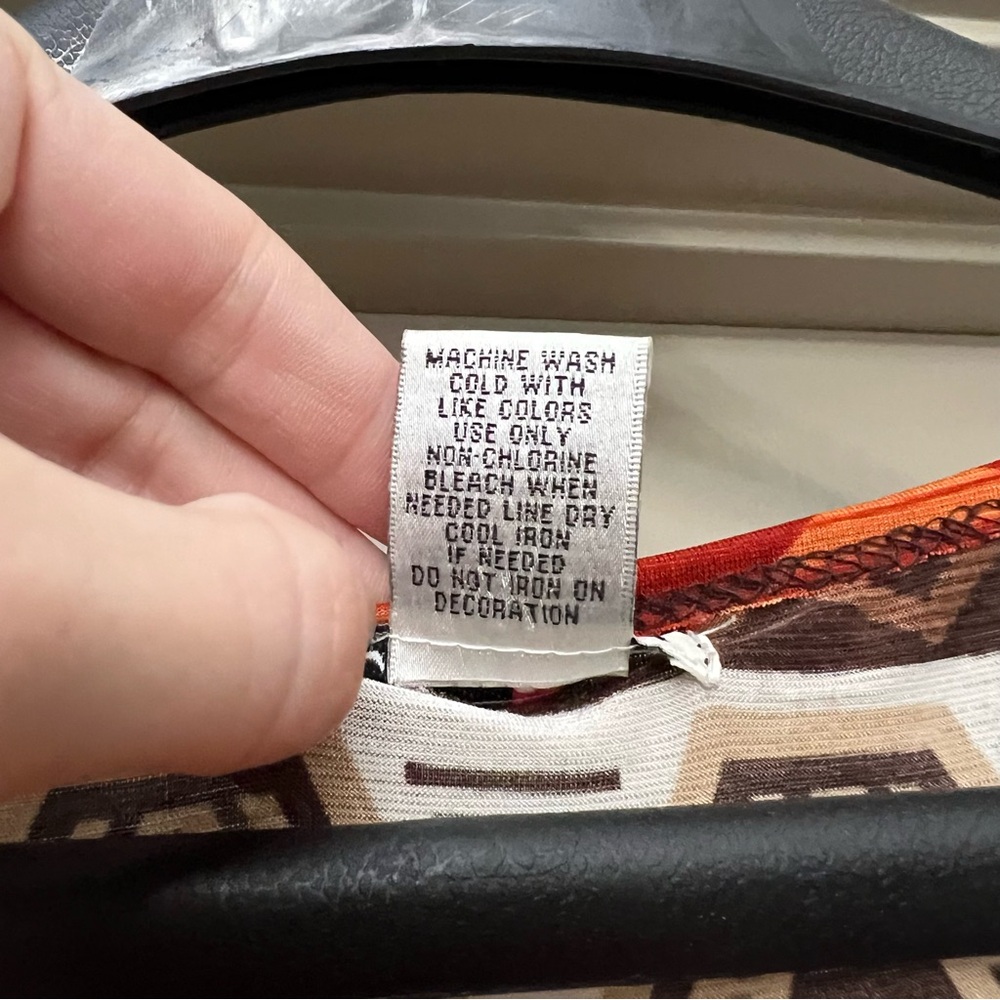 MACHINE WASH
COLD WITH
LIKE COLORS
USE ONLY
NON-CHLORINE
BLEACH WHEN
NEEDED LINE DRY
COOL IRON
IF NEEDED
DO NOT IRON ON
DECORATION